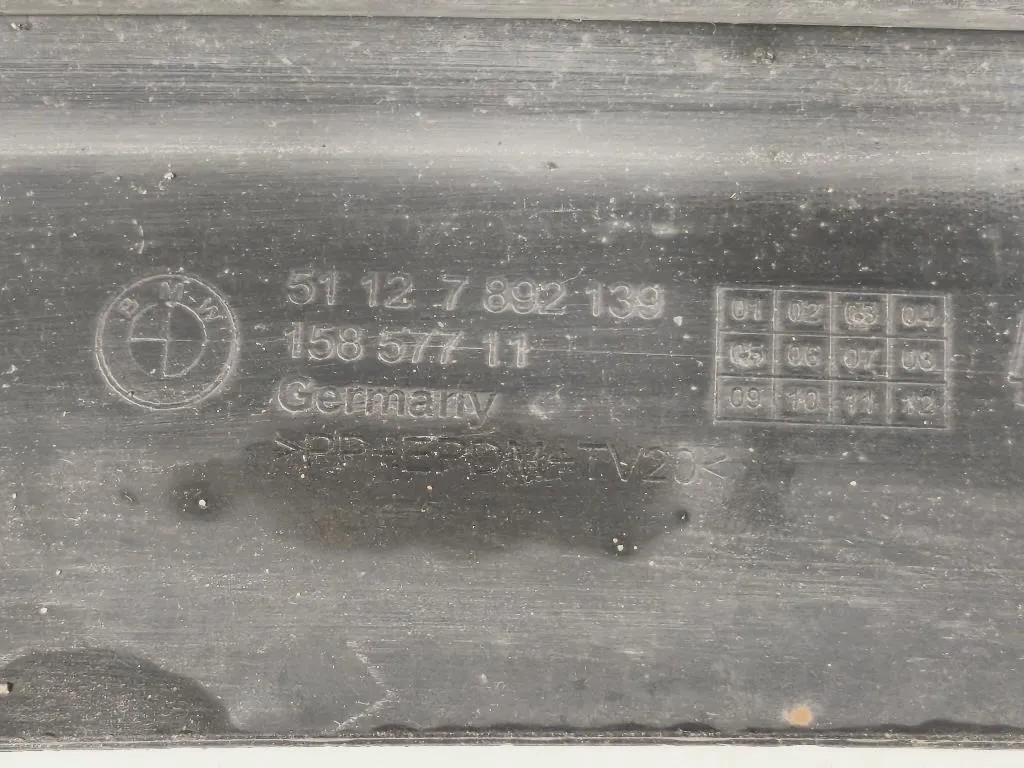 BMW
51 12 7 892 139
158 577 11
Germany
>PP+EPDM+TV20<
01 02 03 04
05 06 07 08
09 10 11 12